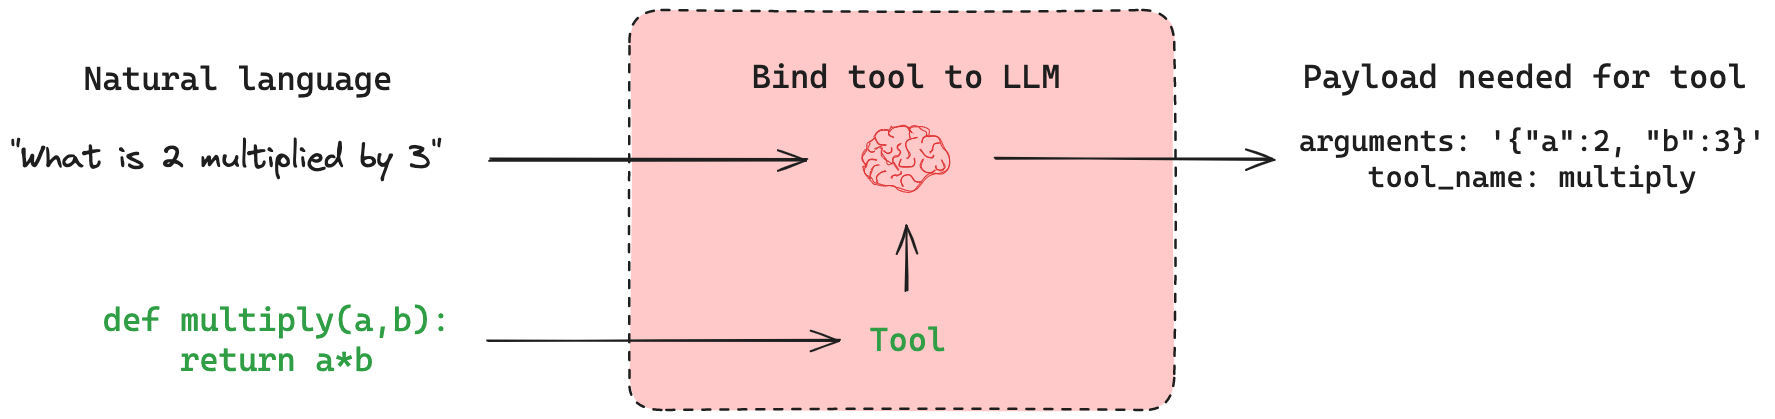 Natural language
"What is 2 multiplied by 3"
def multiply(a,b):
    return a*b
Bind tool to LLM
Tool
Payload needed for tool
arguments: '{"a":2, "b":3}'
tool_name: multiply